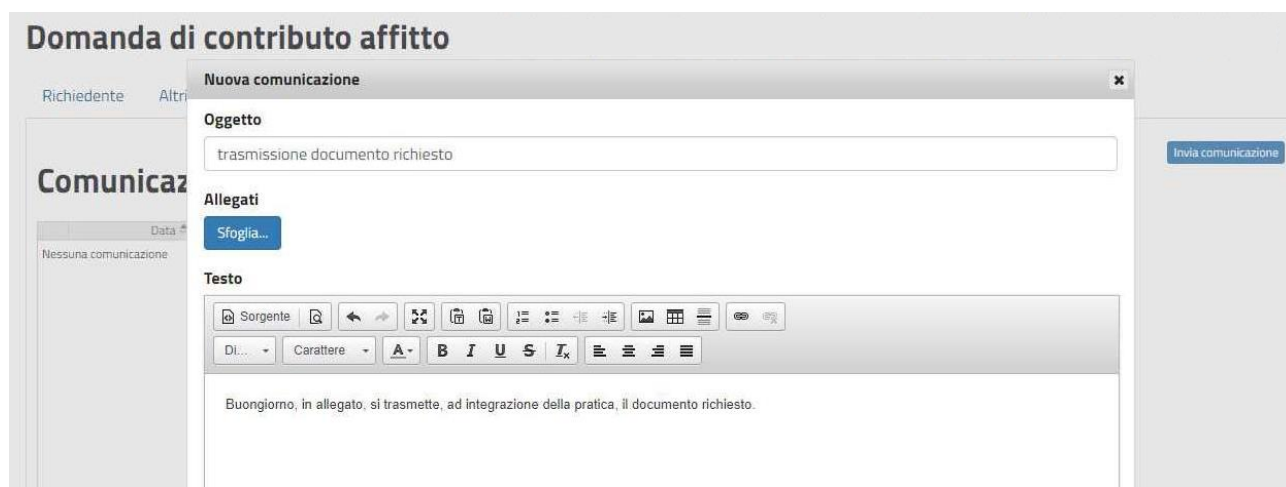 Domanda di contributo affitto
Nuova comunicazione
Richiedente Altri
Oggetto
trasmissione documento richiesto
Invia comunicazione
Comunicaz
Allegati
Data
Sfoglia...
Nessuna comunicazione
Testo
Sorgente
Di... Carattere A B I U S Ix
Buongiorno, in allegato, si trasmette, ad integrazione della pratica, il documento richiesto.